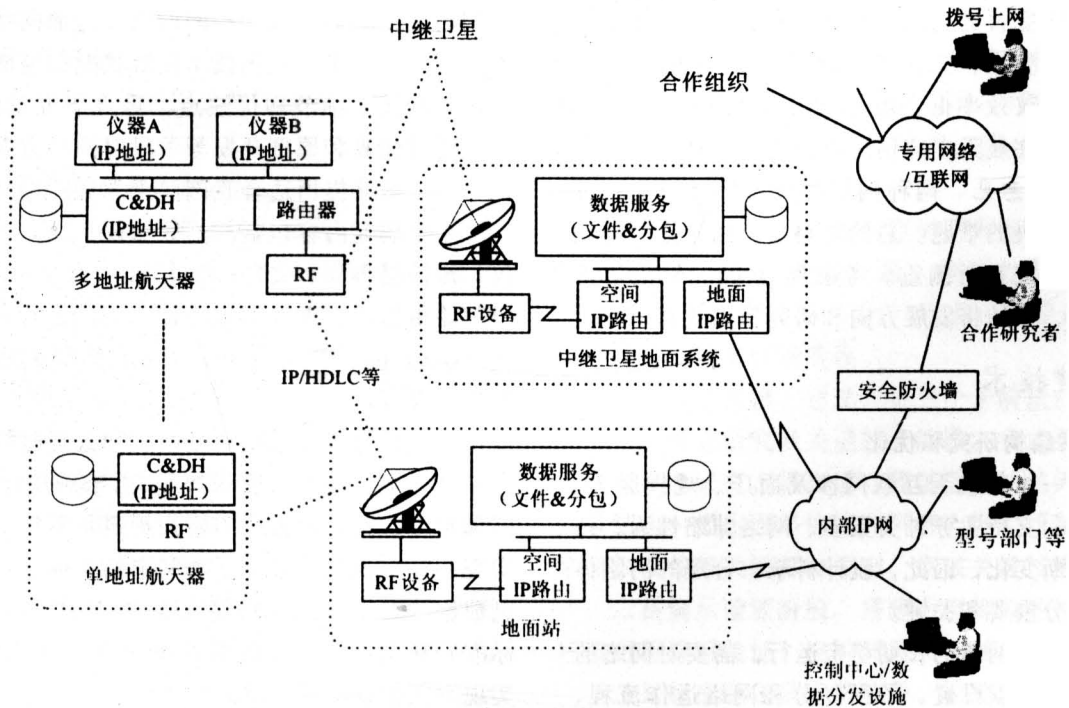 中继卫星
拨号上网
合作组织
仪器A
(IP地址)
仪器B
(IP地址)
专用网络
/互联网
C&DH
(IP地址)
路由器
数据服务
（文件&分包）
RF
多地址航天器
RF设备
空间
IP路由
地面
IP路由
合作研究者
中继卫星地面系统
IP/HDLC等
安全防火墙
C&DH
(IP地址)
RF
单地址航天器
数据服务
（文件&分包）
内部IP网
型号部门等
RF设备
空间
IP路由
地面
IP路由
地面站
控制中心/数
据分发设施